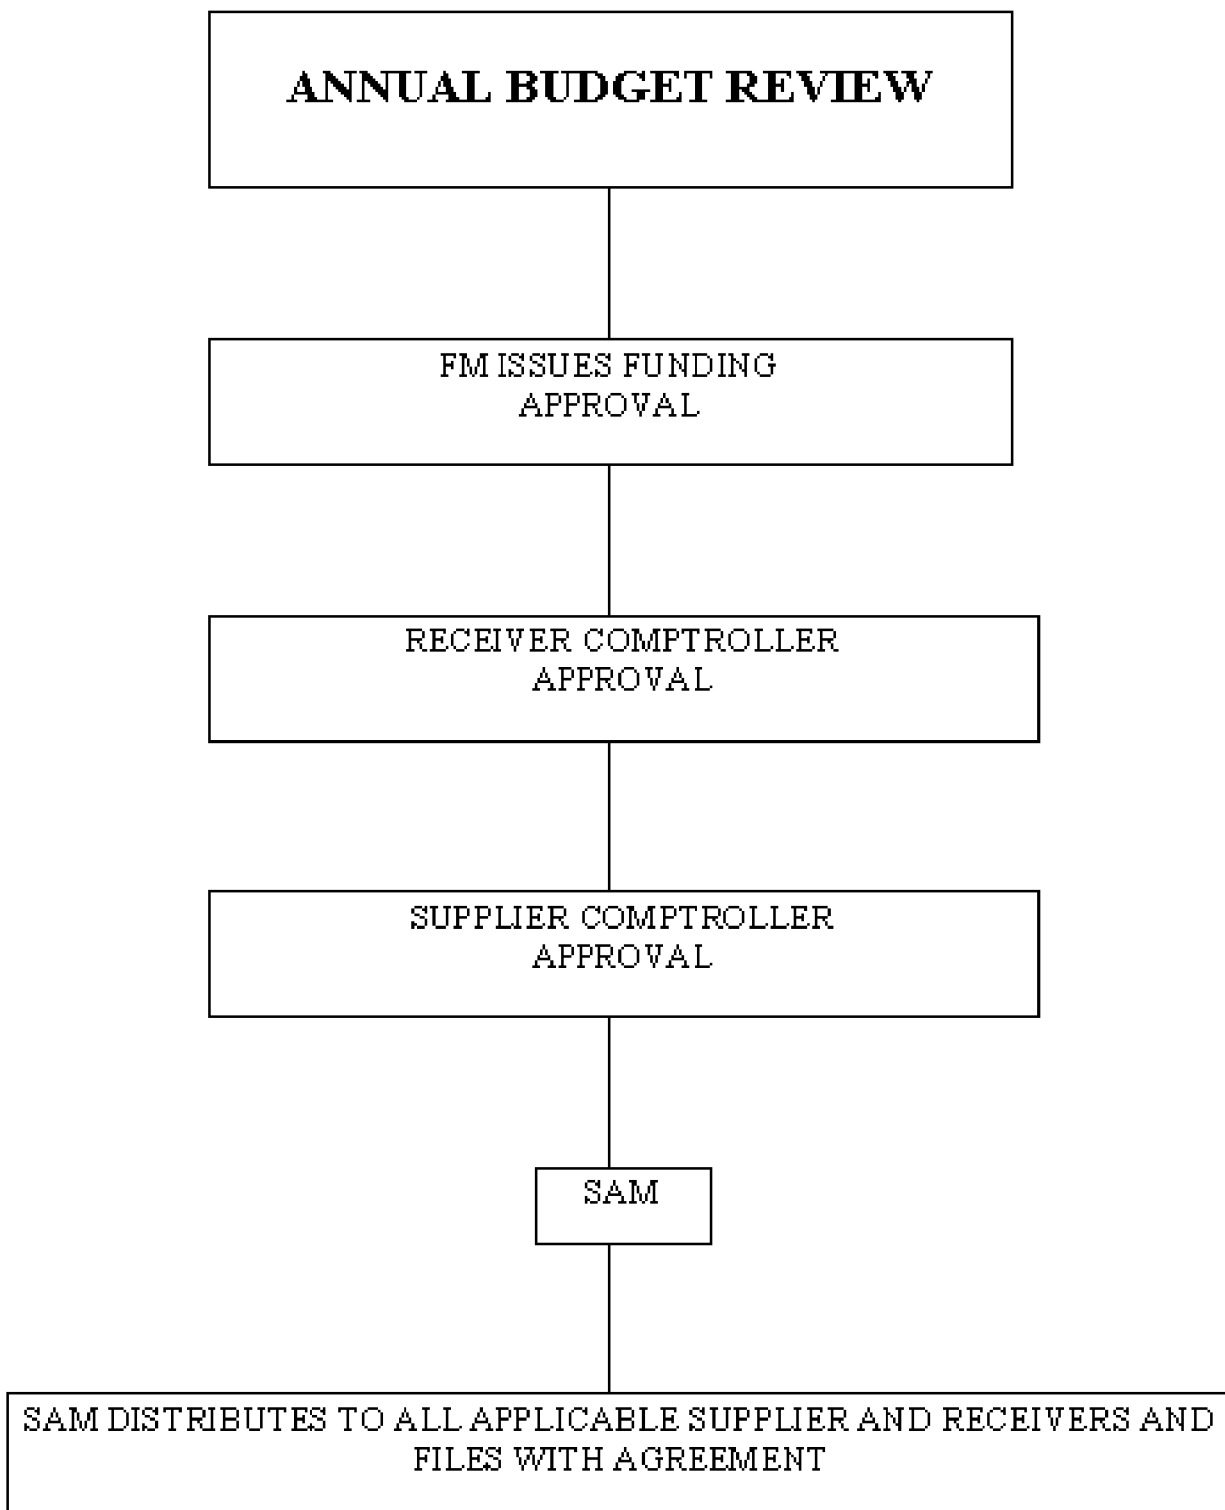 ANNUAL BUDGET REVIEW
FM ISSUES FUNDING
APPROVAL
RECEIVER COMPTROLLER
APPROVAL
SUPPLIER COMPTROLLER
APPROVAL
SAM
SAM DISTRIBUTES TO ALL APPLICABLE SUPPLIER AND RECEIVERS AND
FILES WITH AGREEMENT